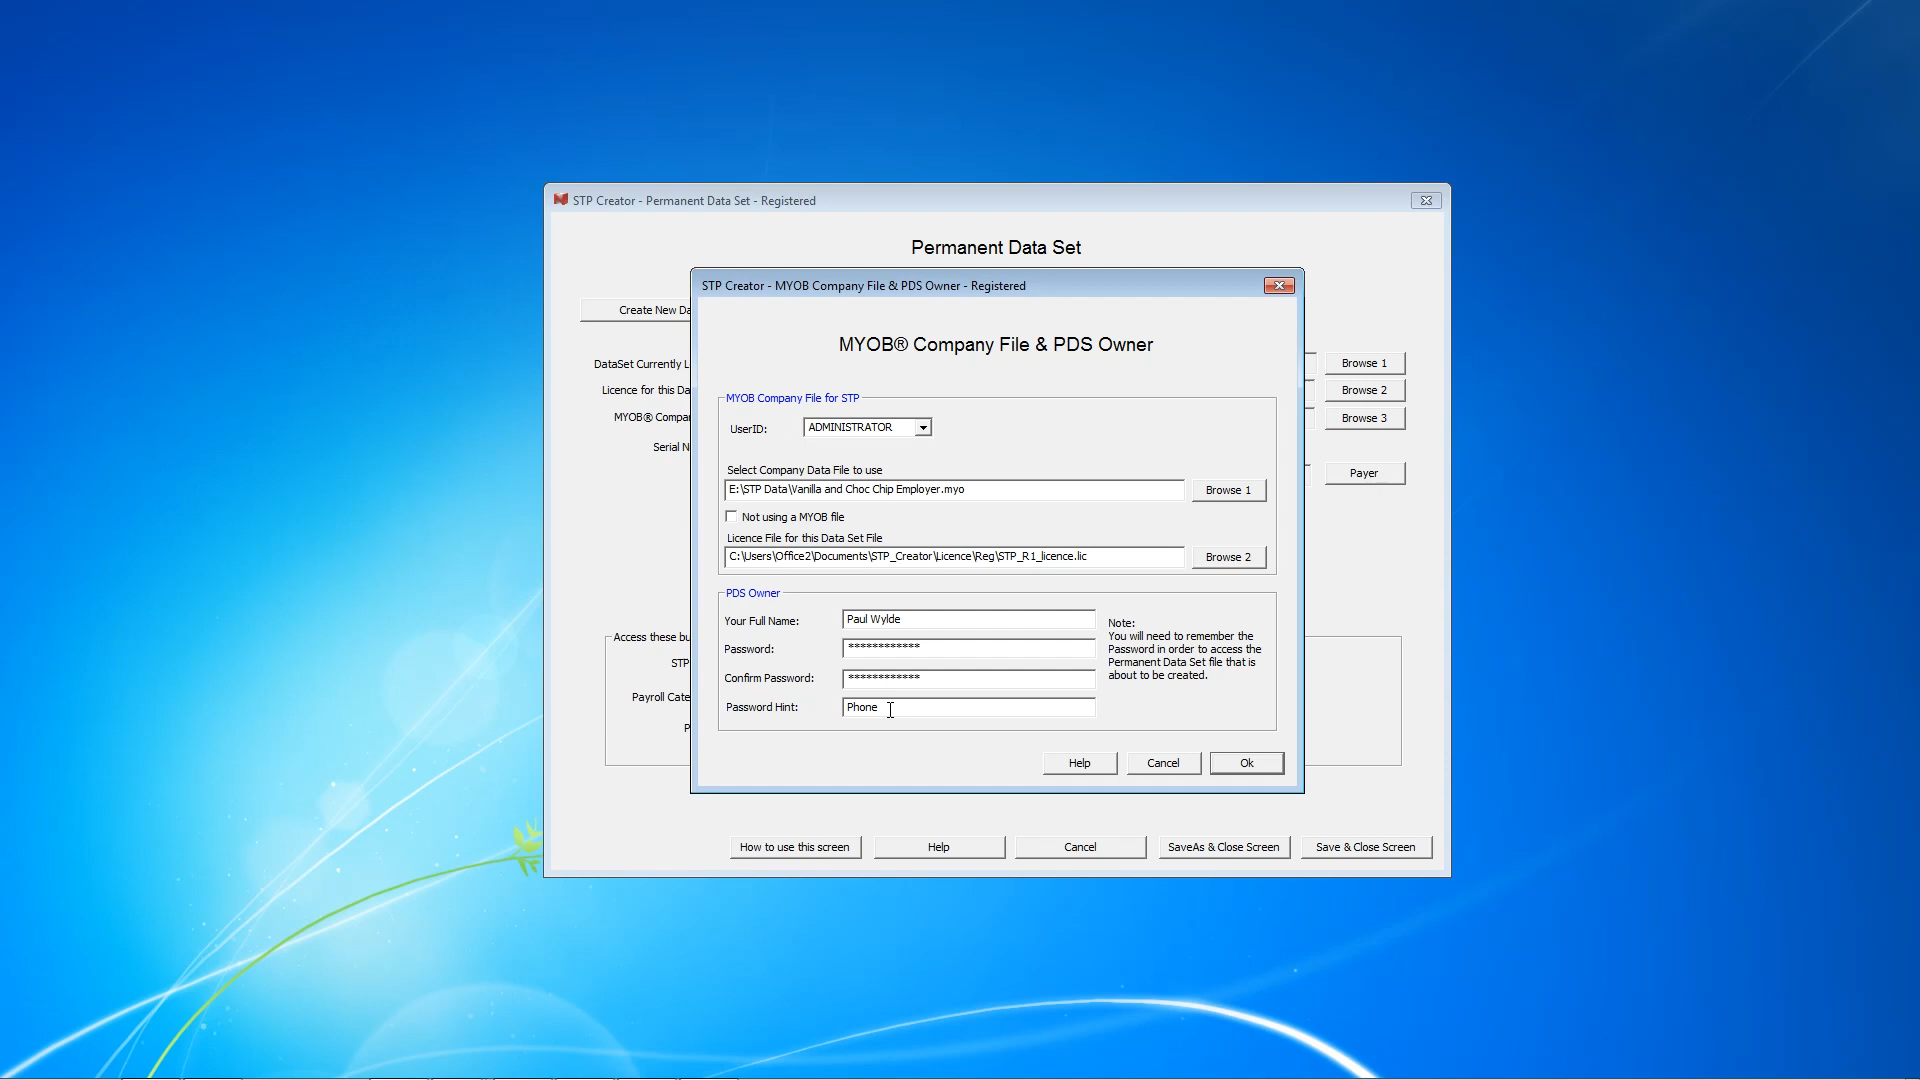 STP Creator - Permanent Data Set - Registered
Permanent Data Set
STP Creator - MYOB Company File & PDS Owner - Registered
Create New Da
MYOB® Company File & PDS Owner
DataSet Currently L
Browse 1
Licence for this Da
Browse 2
MYOB Company File for STP
MYOB® Compar
Browse 3
UserID:
ADMINISTRATOR
Serial N
Select Company Data File to use
Payer
E:\STP Data\Vanilla and Choc Chip Employer.myo
Browse 1
Not using a MYOB file
Licence File for this Data Set File
C:\Users\Office2\Documents\STP_Creator\Licence\Reg\STP_R1_licence.lic
Browse 2
PDS Owner
Your Full Name:
Paul Wylde
Note:
You will need to remember the
Password in order to access the
Permanent Data Set file that is
about to be created.
Access these bu
Password:
************
STP
Confirm Password:
************
Payroll Cate
Password Hint:
Phone
P
Help
Cancel
Ok
How to use this screen
Help
Cancel
SaveAs & Close Screen
Save & Close Screen